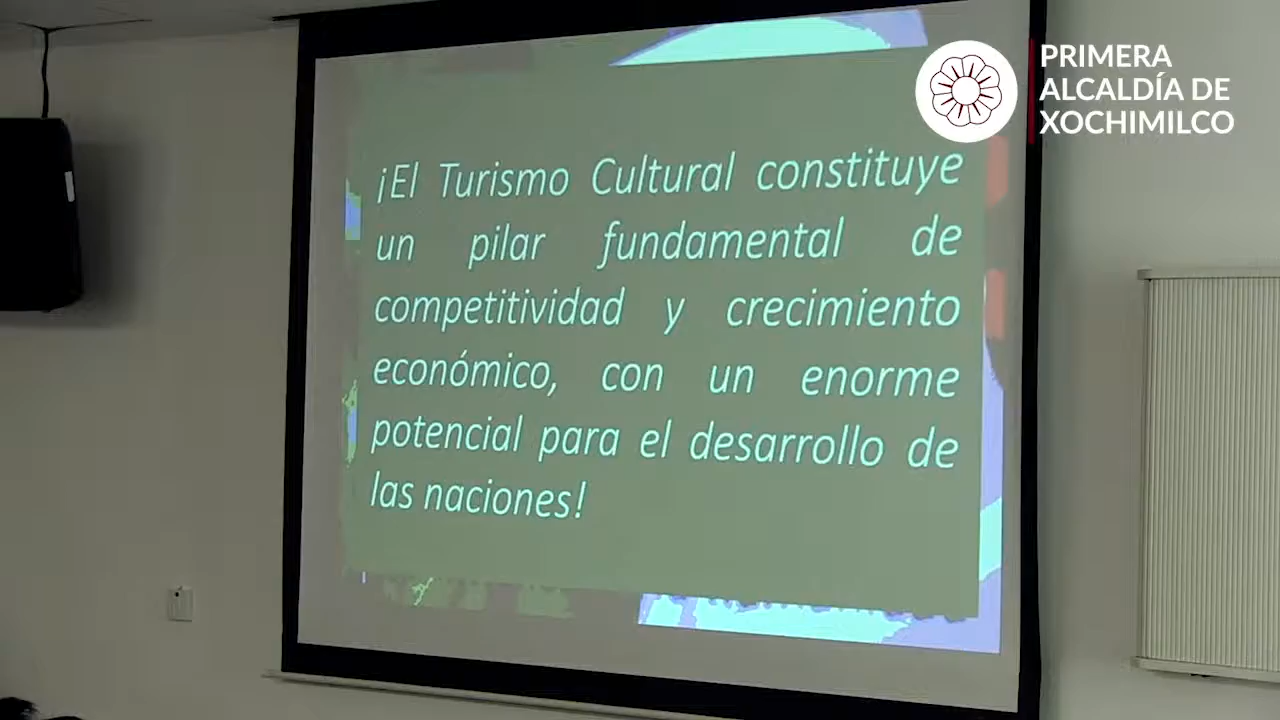 PRIMERA
ALCALDÍA DE
XOCHIMILCO
¡El Turismo Cultural constituye
un pilar fundamental de
competitividad y crecimiento
económico, con un enorme
potencial para el desarrollo de
las naciones!